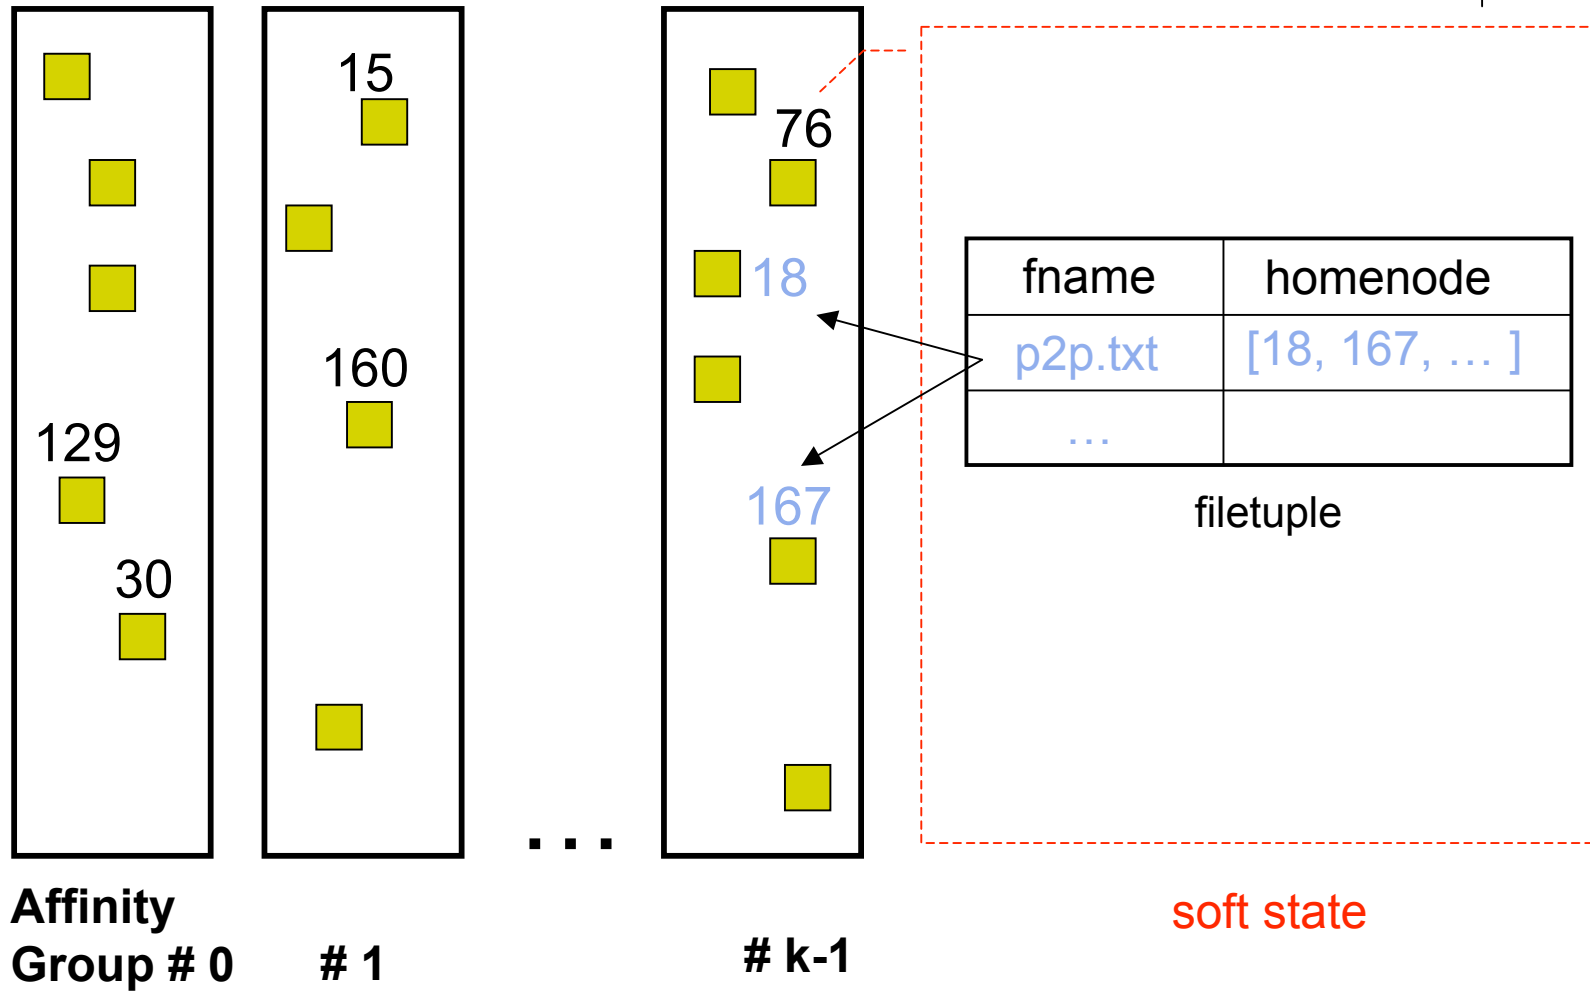 15
76
18
160
129
167
30
fname homenode
p2p.txt [18, 167, … ]
…
filetuple
. . .
Affinity
Group # 0 # 1 # k-1
soft state